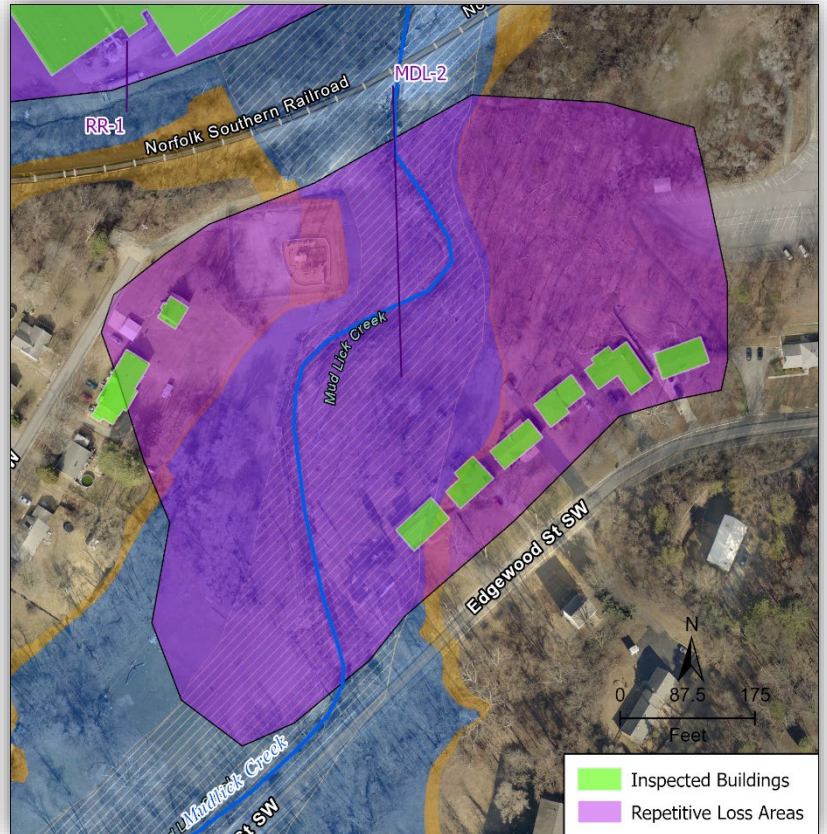 MDL-2
RR-1
Norfolk Southern Railroad
Mud Lick Creek
Edgewood St SW
N
0 87.5 175
Feet
Mudlick Creek
St SW
Inspected Buildings
Repetitive Loss Areas